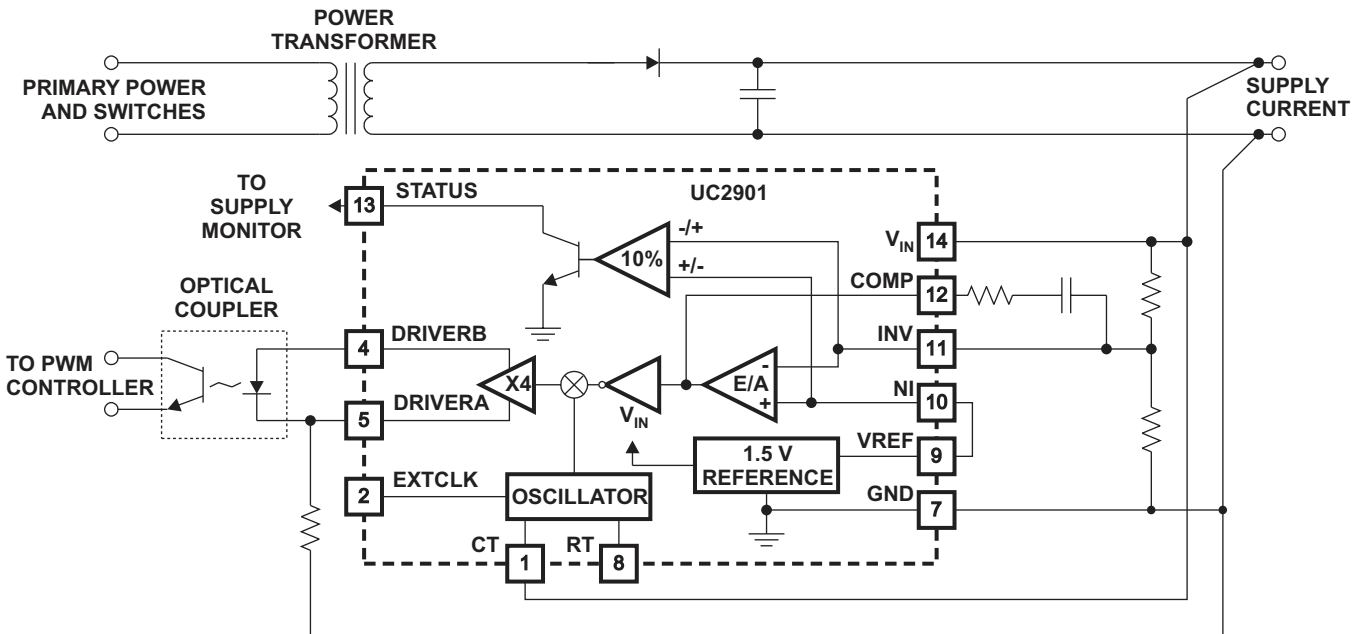 POWER
TRANSFORMER
PRIMARY POWER
AND SWITCHES
SUPPLY
CURRENT
TO
SUPPLY
MONITOR
13
STATUS
UC2901
-/+
10%
+/-
VIN
14
COMP
12
OPTICAL
COUPLER
DRIVERB
4
INV
11
TO PWM
CONTROLLER
X4
-
E/A
+
NI
10
DRIVERA
5
VIN
VREF
9
1.5 V
REFERENCE
EXTCLK
2
OSCILLATOR
GND
7
CT
1
RT
8